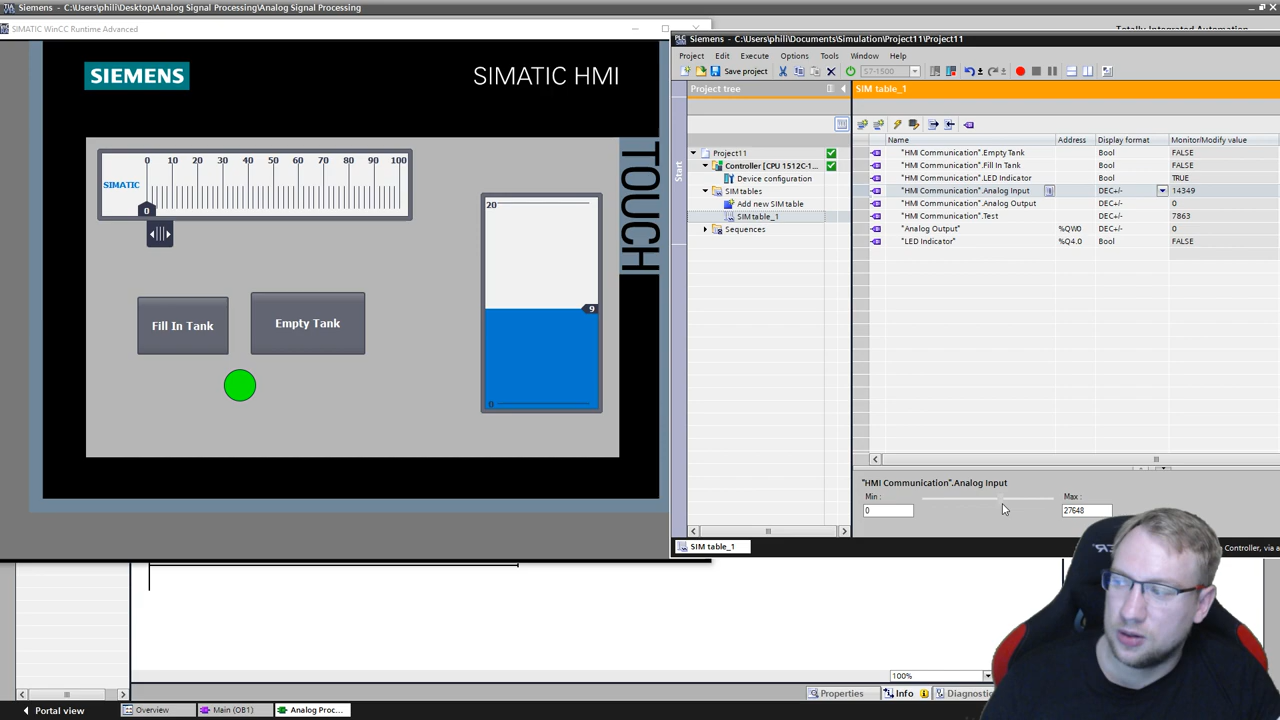 Siemens - C:\Users\phili\Desktop\Analog Signal Processing\Analog Signal Processing
SIMATIC WinCC Runtime Advanced
Totally Integrated Automation
SIEMENS
SIMATIC HMI
TOUCH
0 10 20 30 40 50 60 70 80 90 100
SIMATIC
0
20
9
0
Fill In Tank
Empty Tank
Siemens - C:\Users\phili\Documents\Simulation\Project11\Project11
Project Edit Execute Options Tools Window Help
Save project
S7-1500
Project tree
SIM table_1
Start
Project11
Controller [CPU 1512C-1...
Device configuration
SIM tables
Add new SIM table
SIM table_1
Sequences
Name Address Display format Monitor/Modify value
"HMI Communication".Empty Tank Bool FALSE
"HMI Communication".Fill In Tank Bool FALSE
"HMI Communication".LED Indicator Bool TRUE
"HMI Communication".Analog Input DEC+/- 14349
"HMI Communication".Analog Output DEC+/- 0
"HMI Communication".Test DEC+/- 7863
"Analog Output" %QW0 DEC+/- 0
"LED Indicator" %Q4.0 Bool FALSE
"HMI Communication".Analog Input
Min : Max :
0 27648
SIM table_1
Controller, via a
100%
Properties Info Diagnostic
Portal view Overview Main (OB1) Analog Proc...